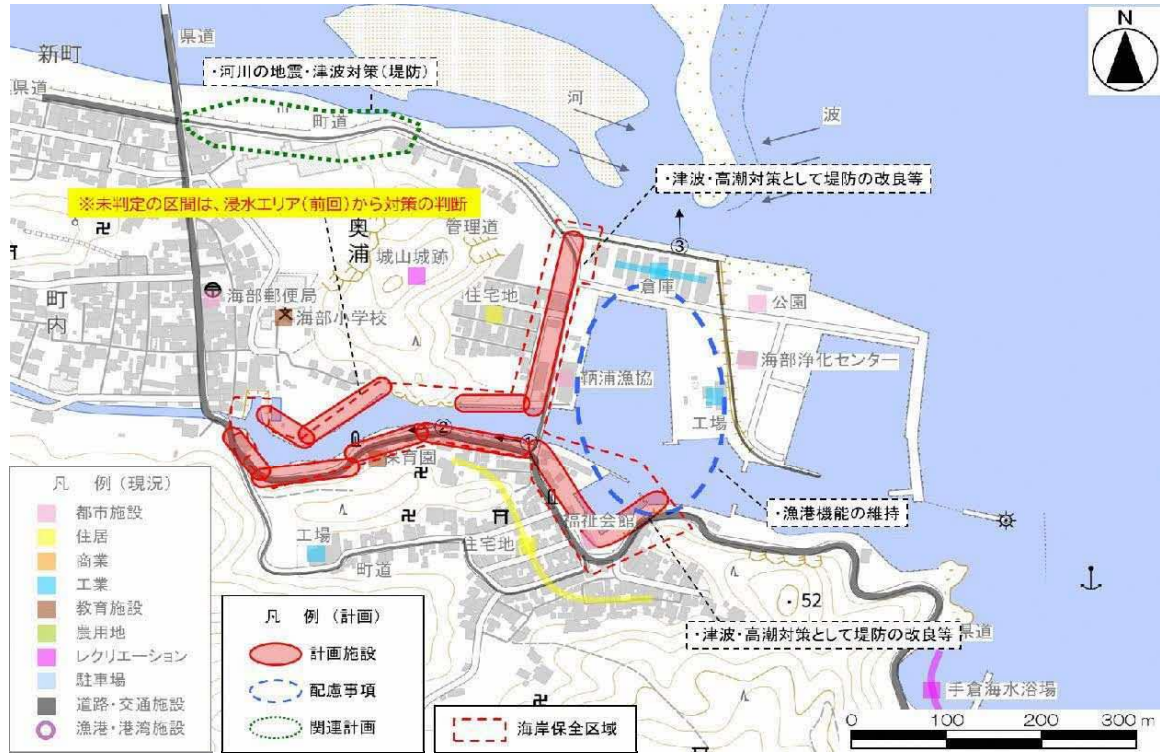 新町
県道
・河川の地震・津波対策(堤防)
N
県道
町道
河
波
・津波・高潮対策として堤防の改良等
※未判定の区間は、浸水エリア(前回)から対策の判断
奥浦
管理道
城山城跡
③
倉庫
公園
町内
海部郵便局
海部小学校
住宅地
鞆浦漁協
海部浄化センター
工場
②
①
保育園
凡 例(現況)
都市施設
住居
商業
工業
教育施設
農用地
レクリエーション
駐車場
道路・交通施設
漁港・港湾施設
工場
町道
住宅地
福祉会館
・漁港機能の維持
52
凡 例(計画)
計画施設
配慮事項
関連計画
海岸保全区域
・津波・高潮対策として堤防の改良等
県道
手倉海水浴場
0 100 200 300 m